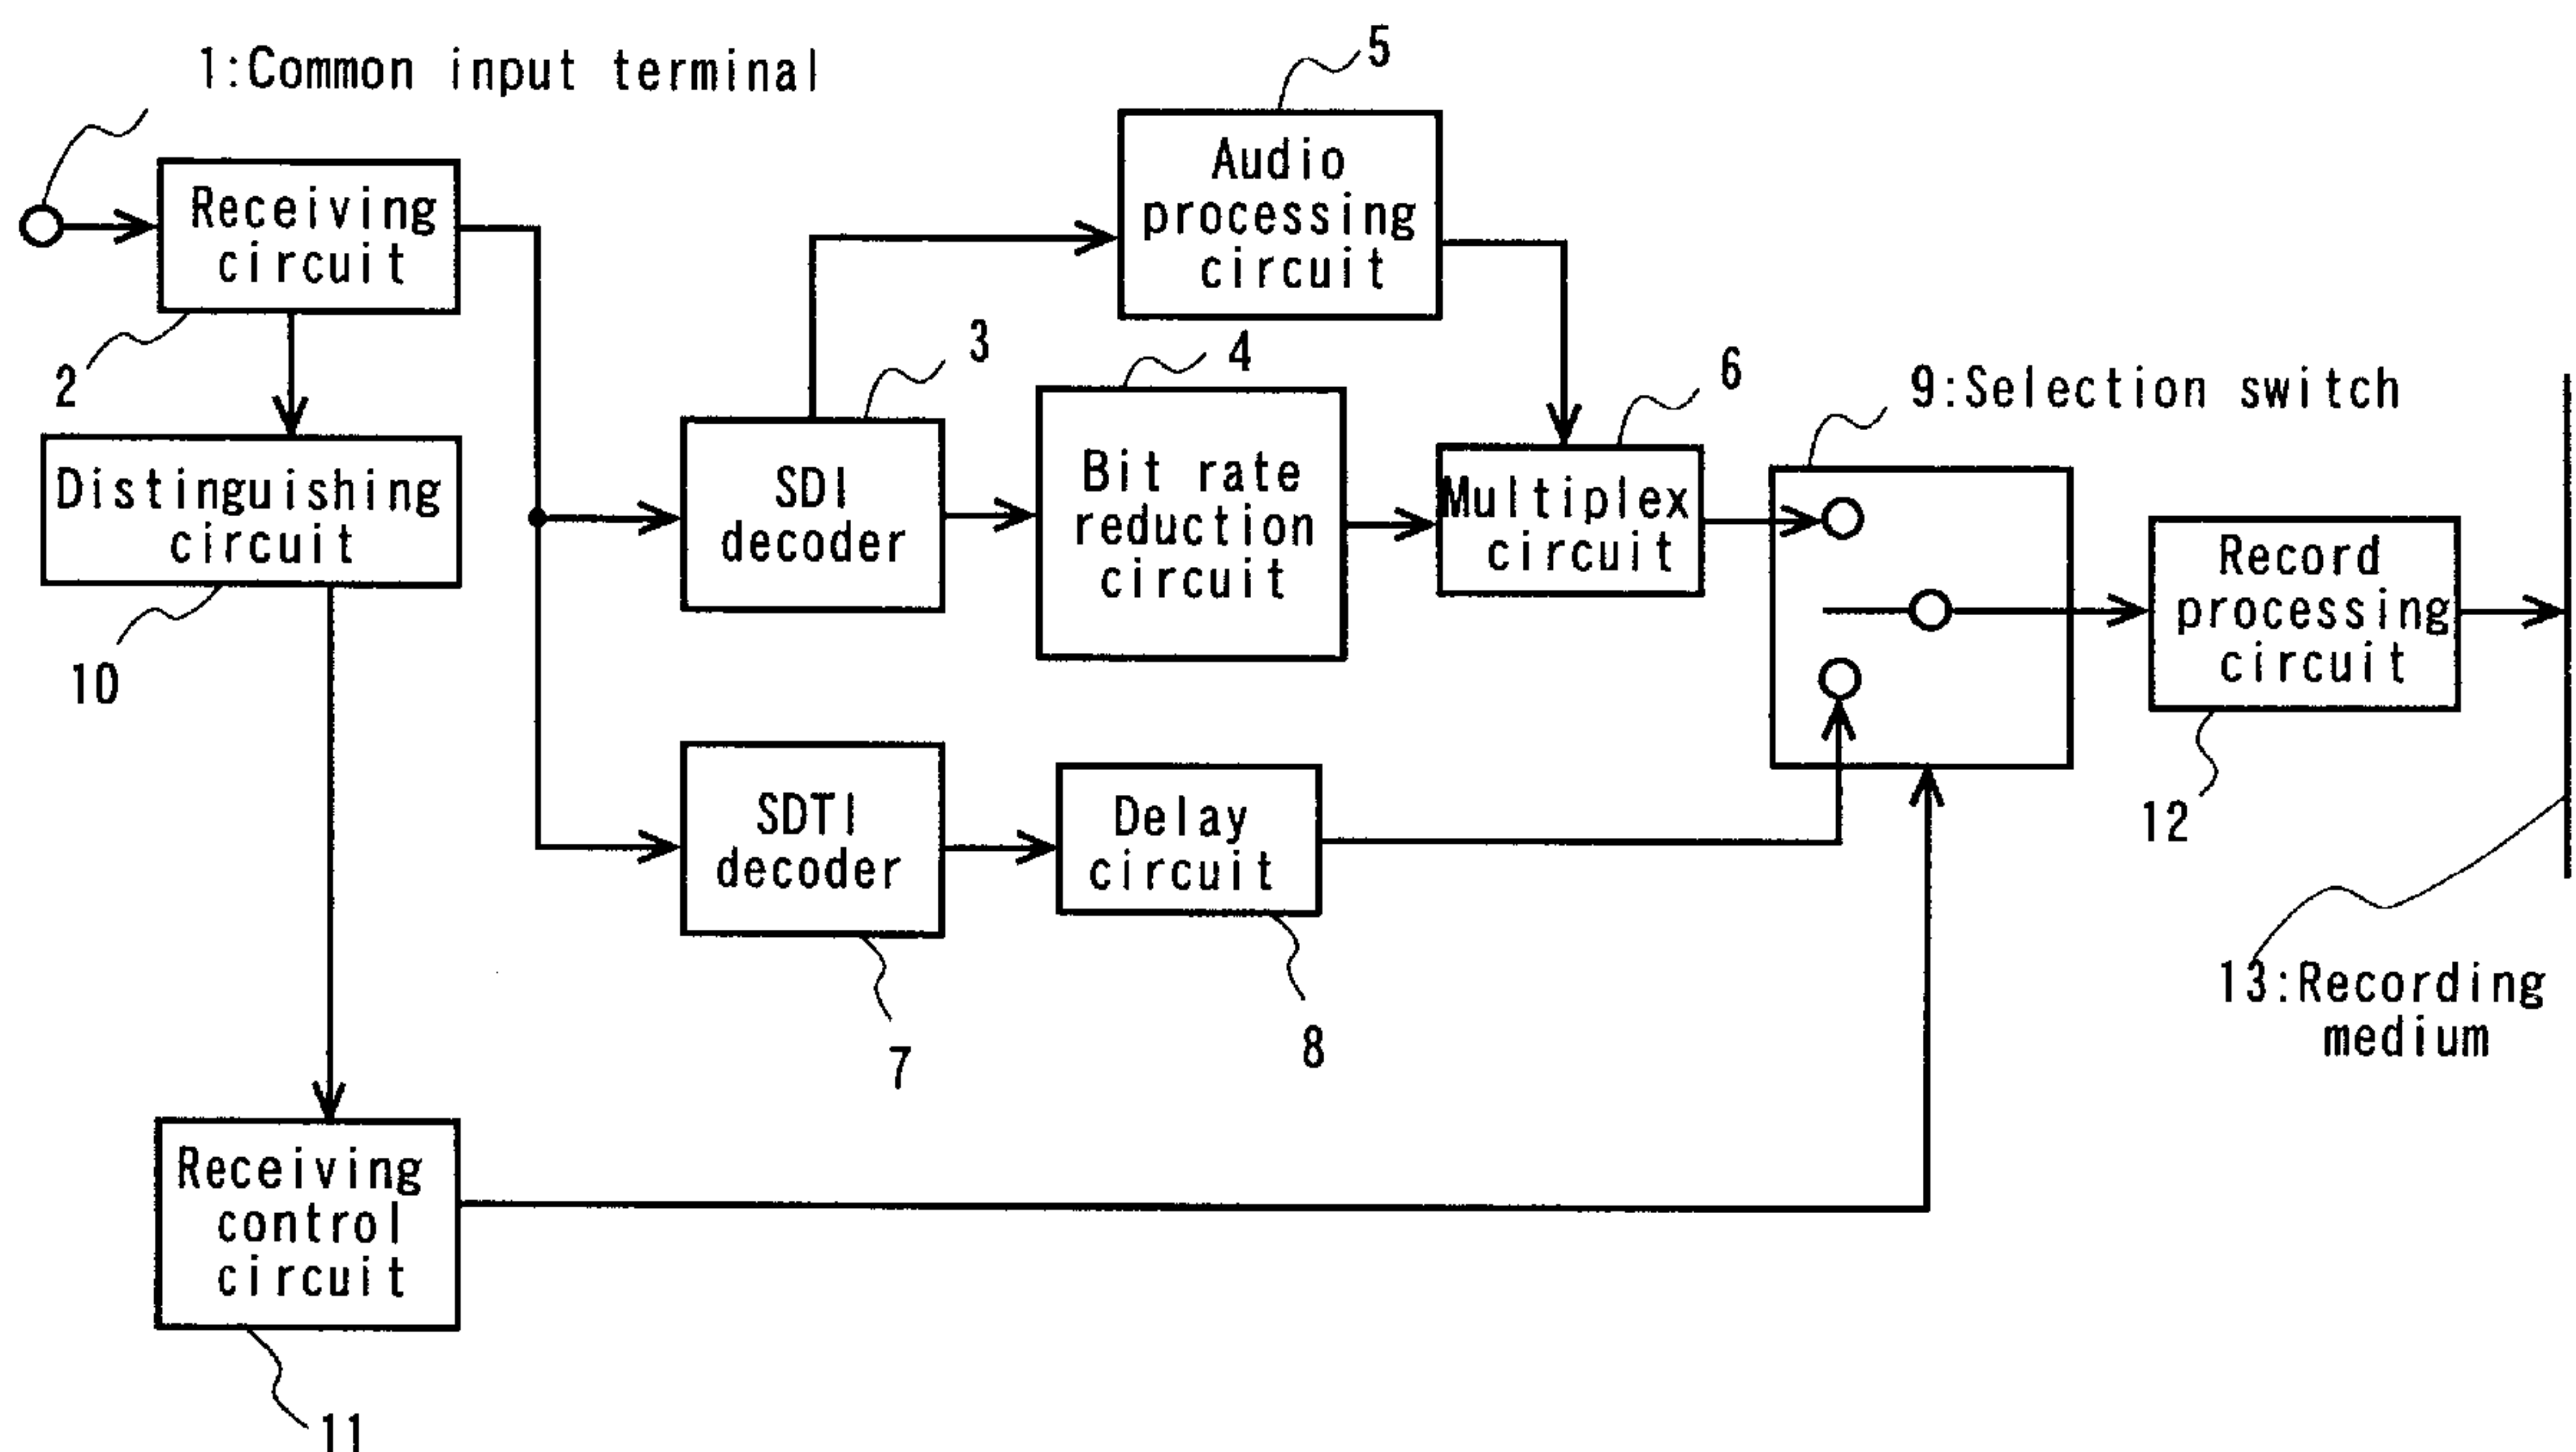 1:Common input terminal
5
Receiving
circuit
Audio
processing
circuit
2
3
4
6
9:Selection switch
Distinguishing
circuit
10
SDI
decoder
Bit rate
reduction
circuit
Multiplex
circuit
Record
processing
circuit
12
SDTI
decoder
Delay
circuit
7
8
13:Recording
medium
Receiving
control
circuit
11